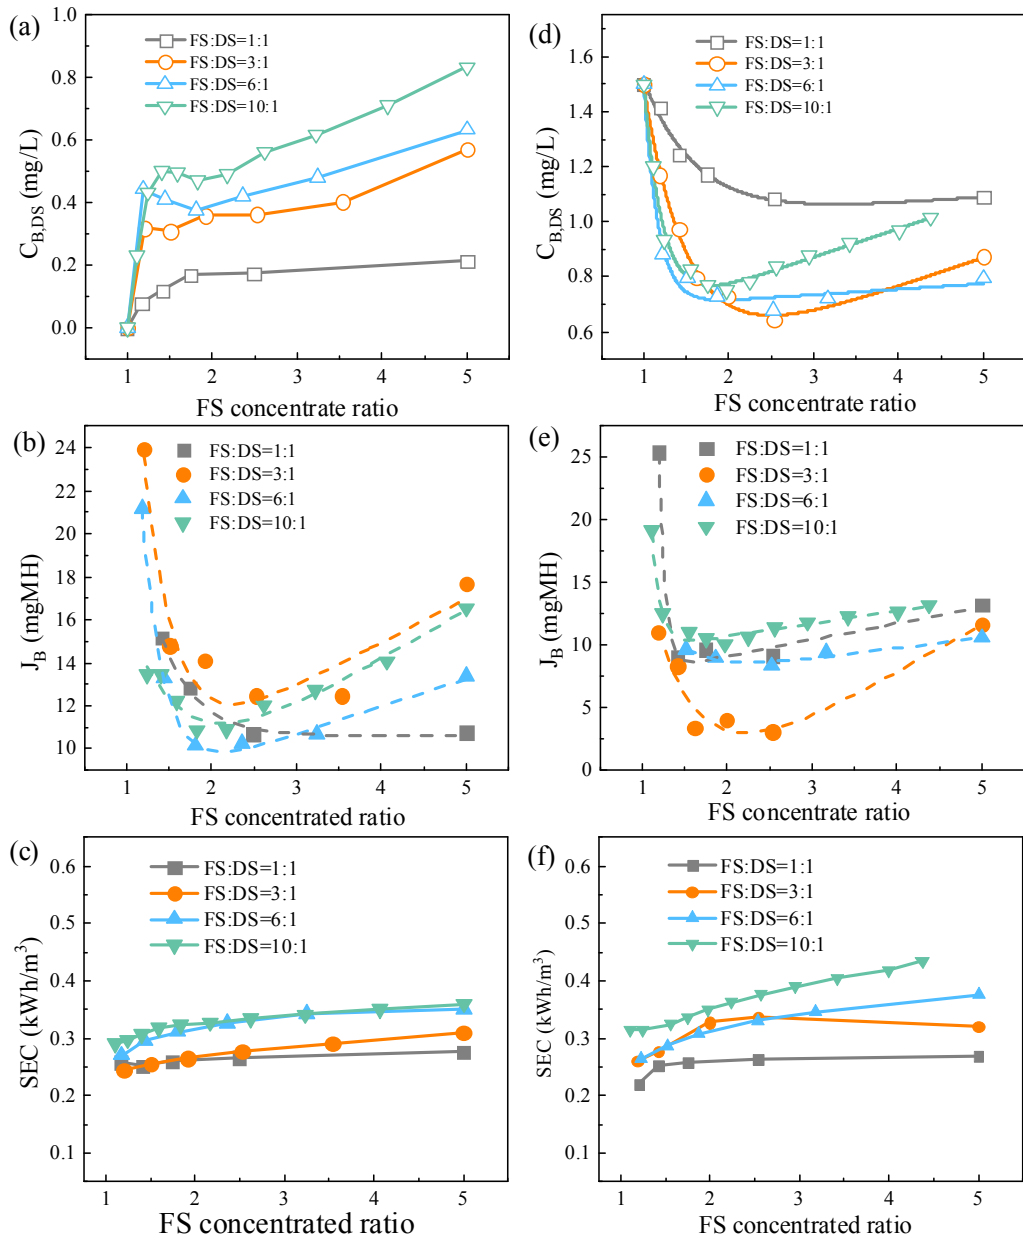 (a)
FS:DS=1:1
FS:DS=3:1
FS:DS=6:1
FS:DS=10:1
1.0
0.8
0.6
0.4
0.2
0.0
C_B,DS (mg/L)
1 2 3 4 5
FS concentrate ratio
(d)
FS:DS=1:1
FS:DS=3:1
FS:DS=6:1
FS:DS=10:1
1.6
1.4
1.2
1.0
0.8
0.6
C_B,DS (mg/L)
1 2 3 4 5
FS concentrate ratio
(b)
FS:DS=1:1
FS:DS=3:1
FS:DS=6:1
FS:DS=10:1
24
22
20
18
16
14
12
10
J_B (mgMH)
1 2 3 4 5
FS concentrated ratio
(e)
FS:DS=1:1
FS:DS=3:1
FS:DS=6:1
FS:DS=10:1
25
20
15
10
5
0
J_B (mgMH)
1 2 3 4 5
FS concentrate ratio
(c)
FS:DS=1:1
FS:DS=3:1
FS:DS=6:1
FS:DS=10:1
0.6
0.5
0.4
0.3
0.2
0.1
SEC (kWh/m³)
1 2 3 4 5
FS concentrated ratio
(f)
FS:DS=1:1
FS:DS=3:1
FS:DS=6:1
FS:DS=10:1
0.6
0.5
0.4
0.3
0.2
0.1
SEC (kWh/m³)
1 2 3 4 5
FS concentrated ratio